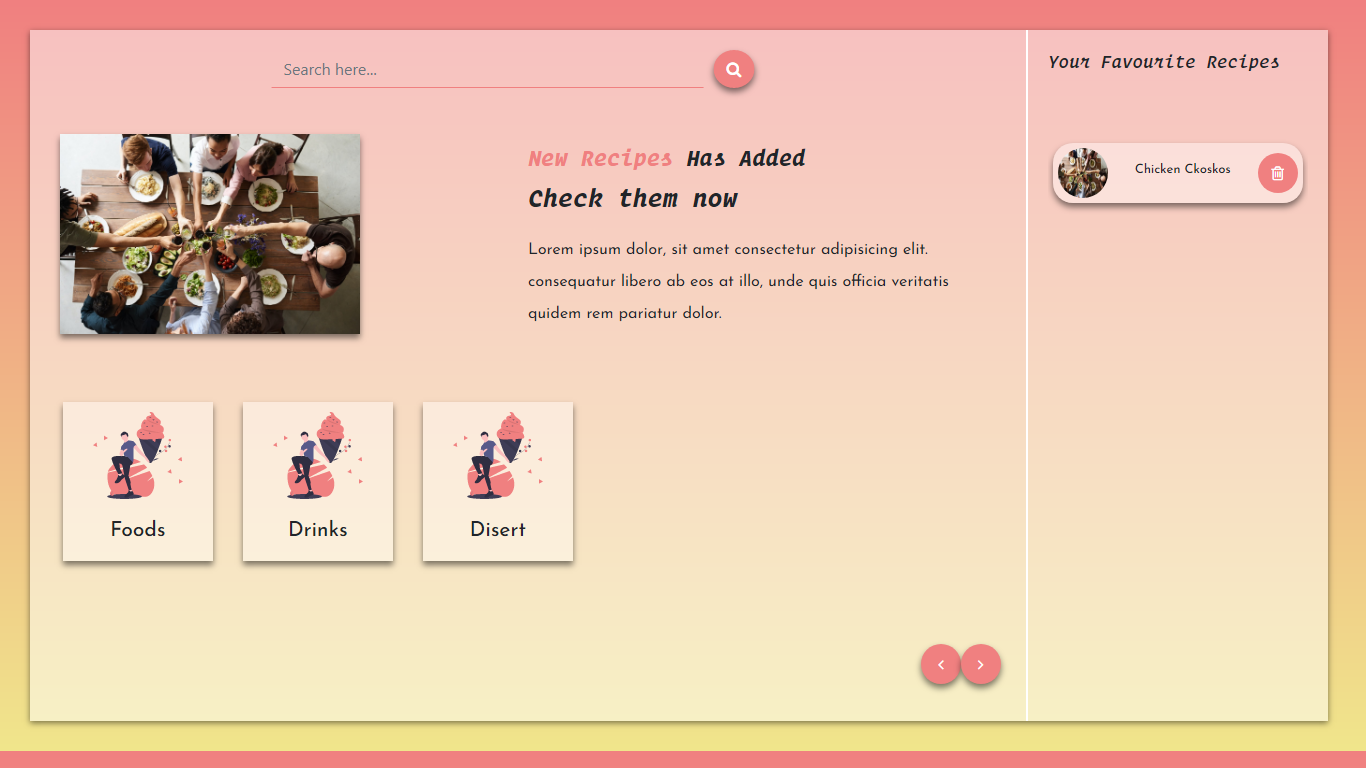 Search here...
Your Favourite Recipes
New Recipes Has Added
Check them now
Chicken Ckoskos
Lorem ipsum dolor, sit amet consectetur adipisicing elit.
consequatur libero ab eos at illo, unde quis officia veritatis
quidem rem pariatur dolor.
Foods
Drinks
Disert